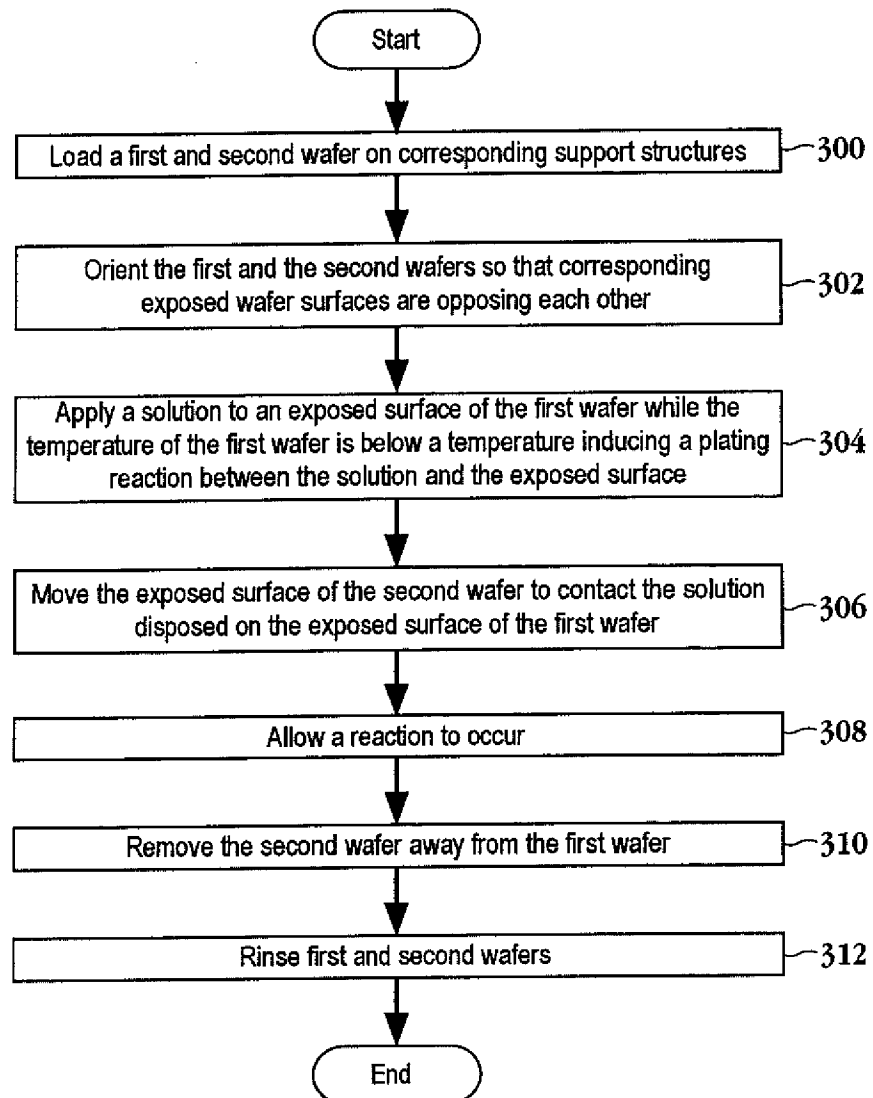 Start
Load a first and second wafer on corresponding support structures
300
Orient the first and the second wafers so that corresponding
exposed wafer surfaces are opposing each other
302
Apply a solution to an exposed surface of the first wafer while the
temperature of the first wafer is below a temperature inducing a plating
reaction between the solution and the exposed surface
304
Move the exposed surface of the second wafer to contact the solution
disposed on the exposed surface of the first wafer
306
Allow a reaction to occur
308
Remove the second wafer away from the first wafer
310
Rinse first and second wafers
312
End